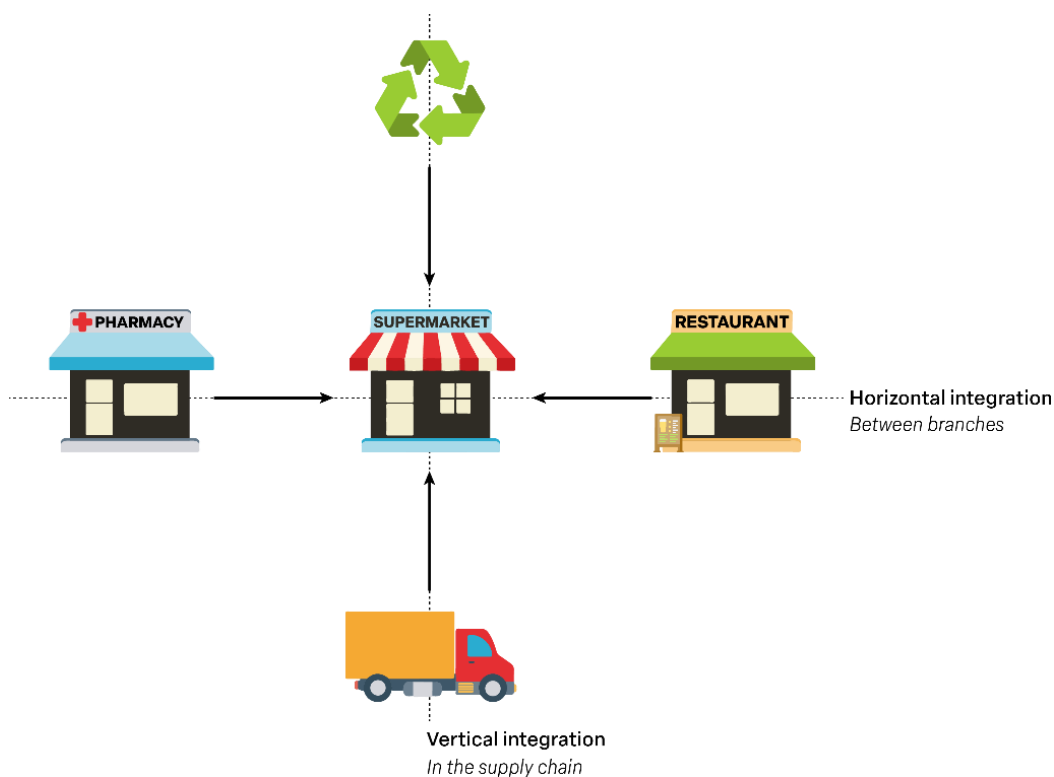 PHARMACY
SUPERMARKET
RESTAURANT
Horizontal integration
Between branches
Vertical integration
In the supply chain